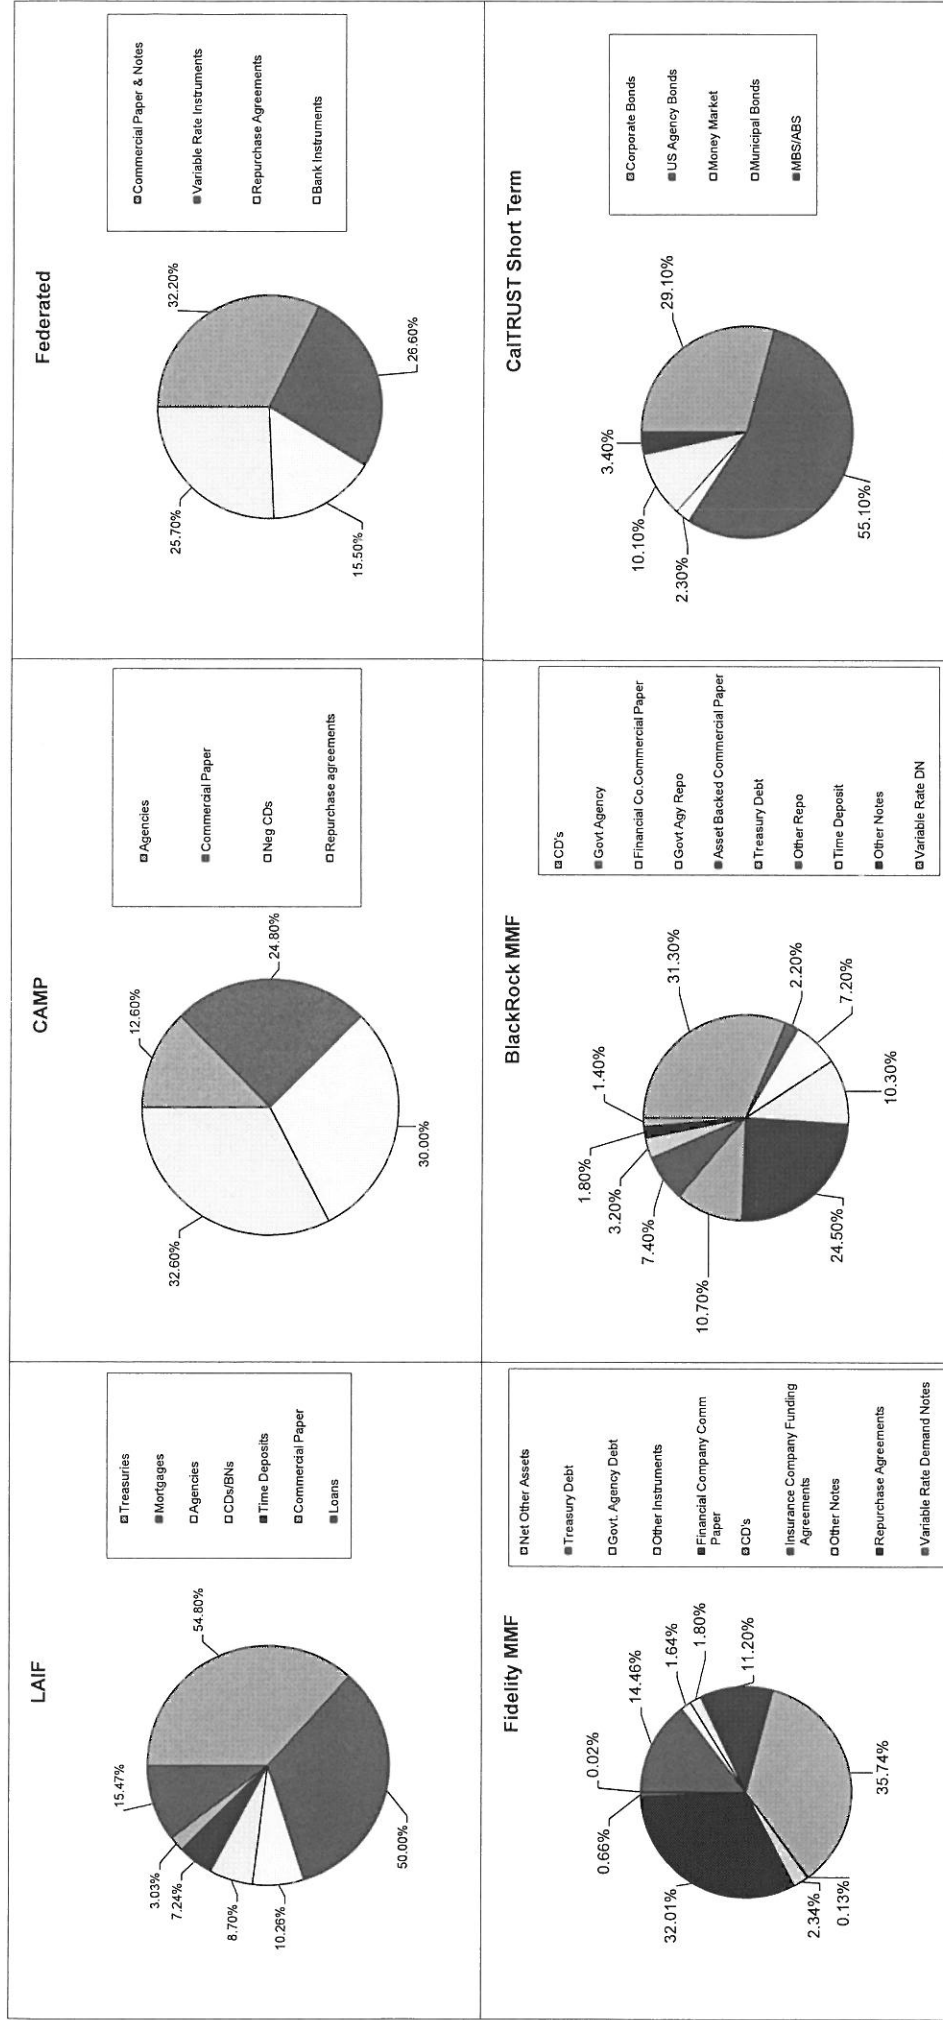 LAIF
54.80%
50.00%
10.26%
8.70%
7.24%
3.03%
15.47%
Treasuries
Mortgages
Agencies
CDs/BNs
Time Deposits
Commercial Paper
Loans
CAMP
12.60%
24.80%
30.00%
32.60%
Agencies
Commercial Paper
Neg CDs
Repurchase agreements
Federated
32.20%
26.60%
15.50%
25.70%
Commercial Paper & Notes
Variable Rate Instruments
Repurchase Agreements
Bank Instruments
Fidelity MMF
0.02%
14.46%
1.64%
1.80%
11.20%
35.74%
0.13%
2.34%
32.01%
0.66%
Net Other Assets
Treasury Debt
Govt. Agency Debt
Other Instruments
Financial Company Comm
Paper
CD's
Insurance Company Funding
Agreements
Other Notes
Repurchase Agreements
Variable Rate Demand Notes
BlackRock MMF
31.30%
2.20%
7.20%
10.30%
24.50%
10.70%
7.40%
3.20%
1.80%
1.40%
CD's
Govt Agency
Financial Co.Commercial Paper
Govt Agy Repo
Asset Backed Commercial Paper
Treasury Debt
Other Repo
Time Deposit
Other Notes
Variable Rate DN
CalTRUST Short Term
29.10%
55.10%
2.30%
10.10%
3.40%
Corporate Bonds
US Agency Bonds
Money Market
Municipal Bonds
MBS/ABS